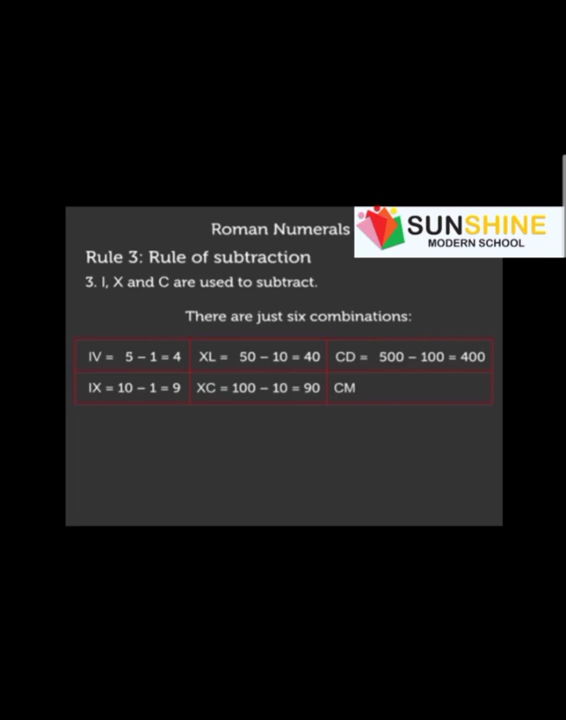 Roman Numerals
SUNSHINE
MODERN SCHOOL
Rule 3: Rule of subtraction
3. I, X and C are used to subtract.
There are just six combinations:
IV = 5 – 1 = 4 XL = 50 – 10 = 40 CD = 500 – 100 = 400
IX = 10 – 1 = 9 XC = 100 – 10 = 90 CM